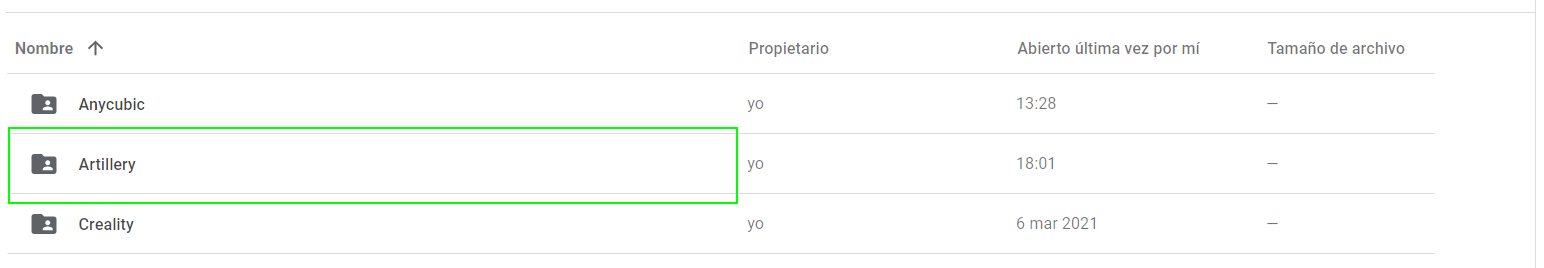 Nombre Propietario Abierto última vez por mí Tamaño de archivo
Anycubic yo 13:28 —
Artillery yo 18:01 —
Creality yo 6 mar 2021 —